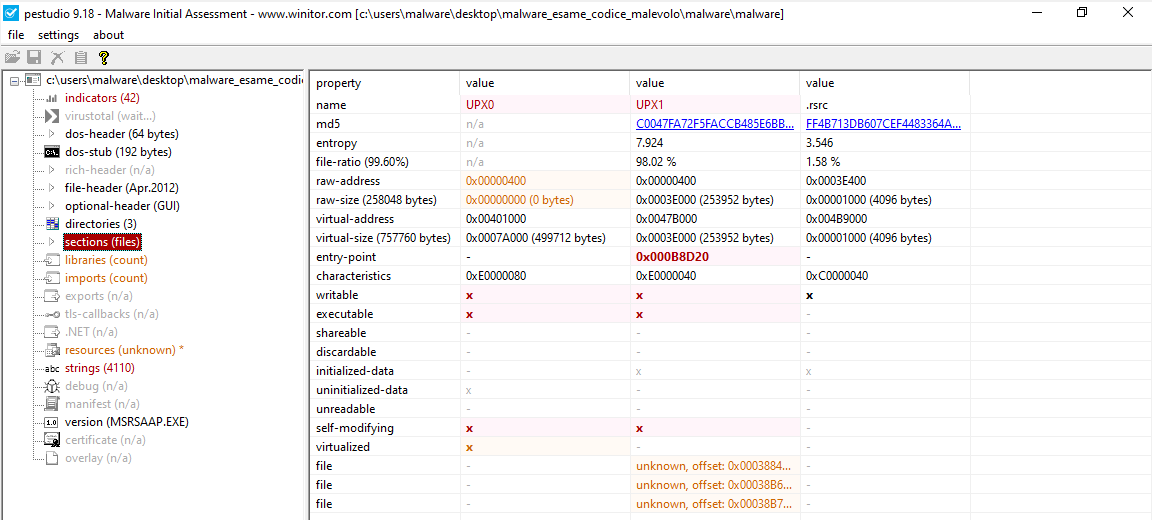 pestudio 9.18 - Malware Initial Assessment - www.winitor.com [c:\users\malware\desktop\malware_esame_codice_malevolo\malware\malware]
file settings about
c:\users\malware\desktop\malware_esame_codi
indicators (42)
virustotal (wait...)
dos-header (64 bytes)
dos-stub (192 bytes)
rich-header (n/a)
file-header (Apr.2012)
optional-header (GUI)
directories (3)
sections (files)
libraries (count)
imports (count)
exports (n/a)
tls-callbacks (n/a)
.NET (n/a)
resources (unknown) *
abc strings (4110)
debug (n/a)
manifest (n/a)
1.0 version (MSRSAAP.EXE)
certificate (n/a)
overlay (n/a)
property value value value
name UPX0 UPX1 .rsrc
md5 n/a C0047FA72F5FACCB485E6BB... FF4B713DB607CEF4483364A...
entropy n/a 7.924 3.546
file-ratio (99.60%) n/a 98.02 % 1.58 %
raw-address 0x00000400 0x00000400 0x0003E400
raw-size (258048 bytes) 0x00000000 (0 bytes) 0x0003E000 (253952 bytes) 0x00001000 (4096 bytes)
virtual-address 0x00401000 0x0047B000 0x004B9000
virtual-size (757760 bytes) 0x0007A000 (499712 bytes) 0x0003E000 (253952 bytes) 0x00001000 (4096 bytes)
entry-point - 0x000B8D20 -
characteristics 0xE0000080 0xE0000040 0xC0000040
writable x x x
executable x x -
shareable - - -
discardable - - -
initialized-data - x x
uninitialized-data x - -
unreadable - - -
self-modifying x x -
virtualized x - -
file - unknown, offset: 0x0003884... -
file - unknown, offset: 0x00038B6... -
file - unknown, offset: 0x00038B7... -